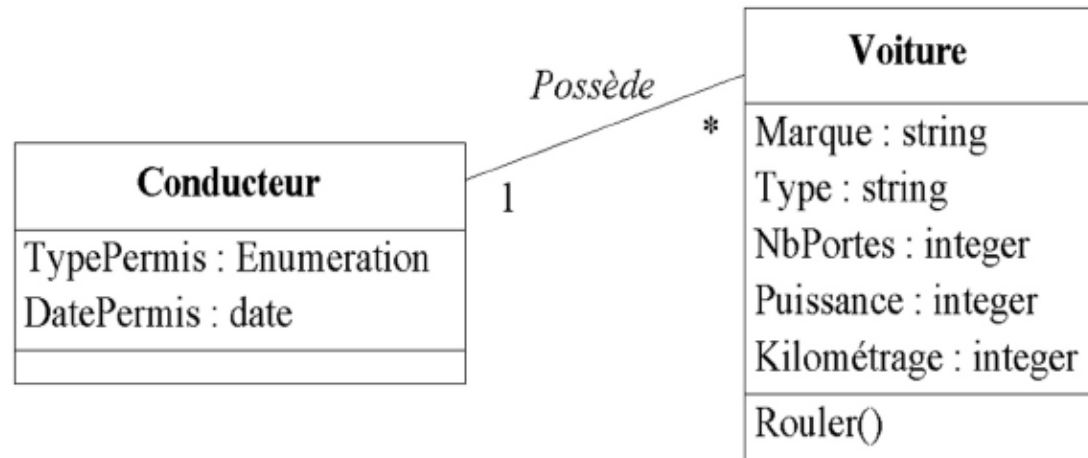 Conducteur
TypePermis : Enumeration
DatePermis : date
Possède
1
*
Voiture
Marque : string
Type : string
NbPortes : integer
Puissance : integer
Kilométrage : integer
Rouler()